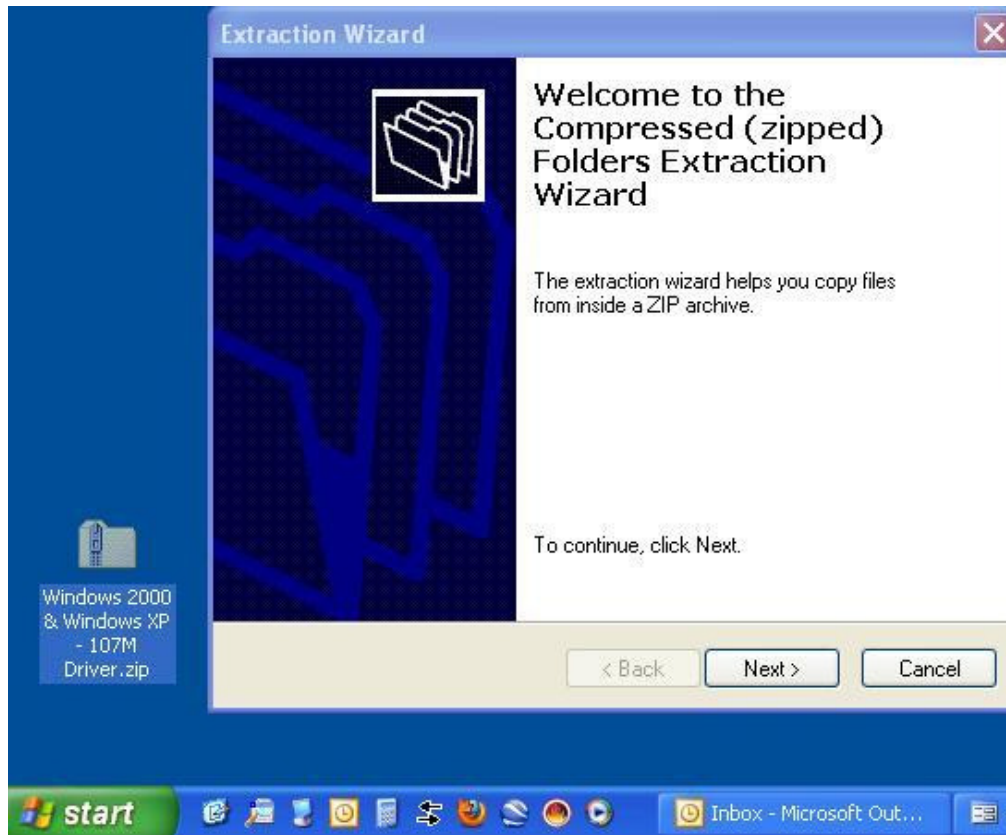 Extraction Wizard
Welcome to the
Compressed (zipped)
Folders Extraction
Wizard
The extraction wizard helps you copy files
from inside a ZIP archive.
To continue, click Next.
Windows 2000
& Windows XP
- 107M
Driver.zip
< Back
Next >
Cancel
start
Inbox - Microsoft Out...